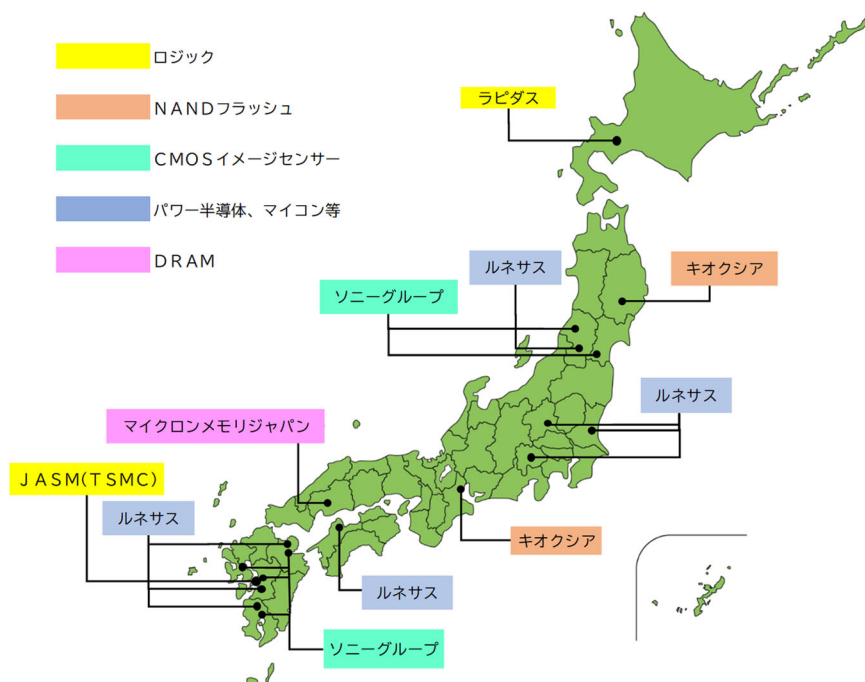 ロジック
NANDフラッシュ
CMOSイメージセンサー
パワー半導体、マイコン等
DRAM
ラピダス
キオクシア
ルネサス
ソニーグループ
ルネサス
マイクロンメモリジャパン
JASM(TSMC)
ルネサス
キオクシア
ルネサス
ソニーグループ